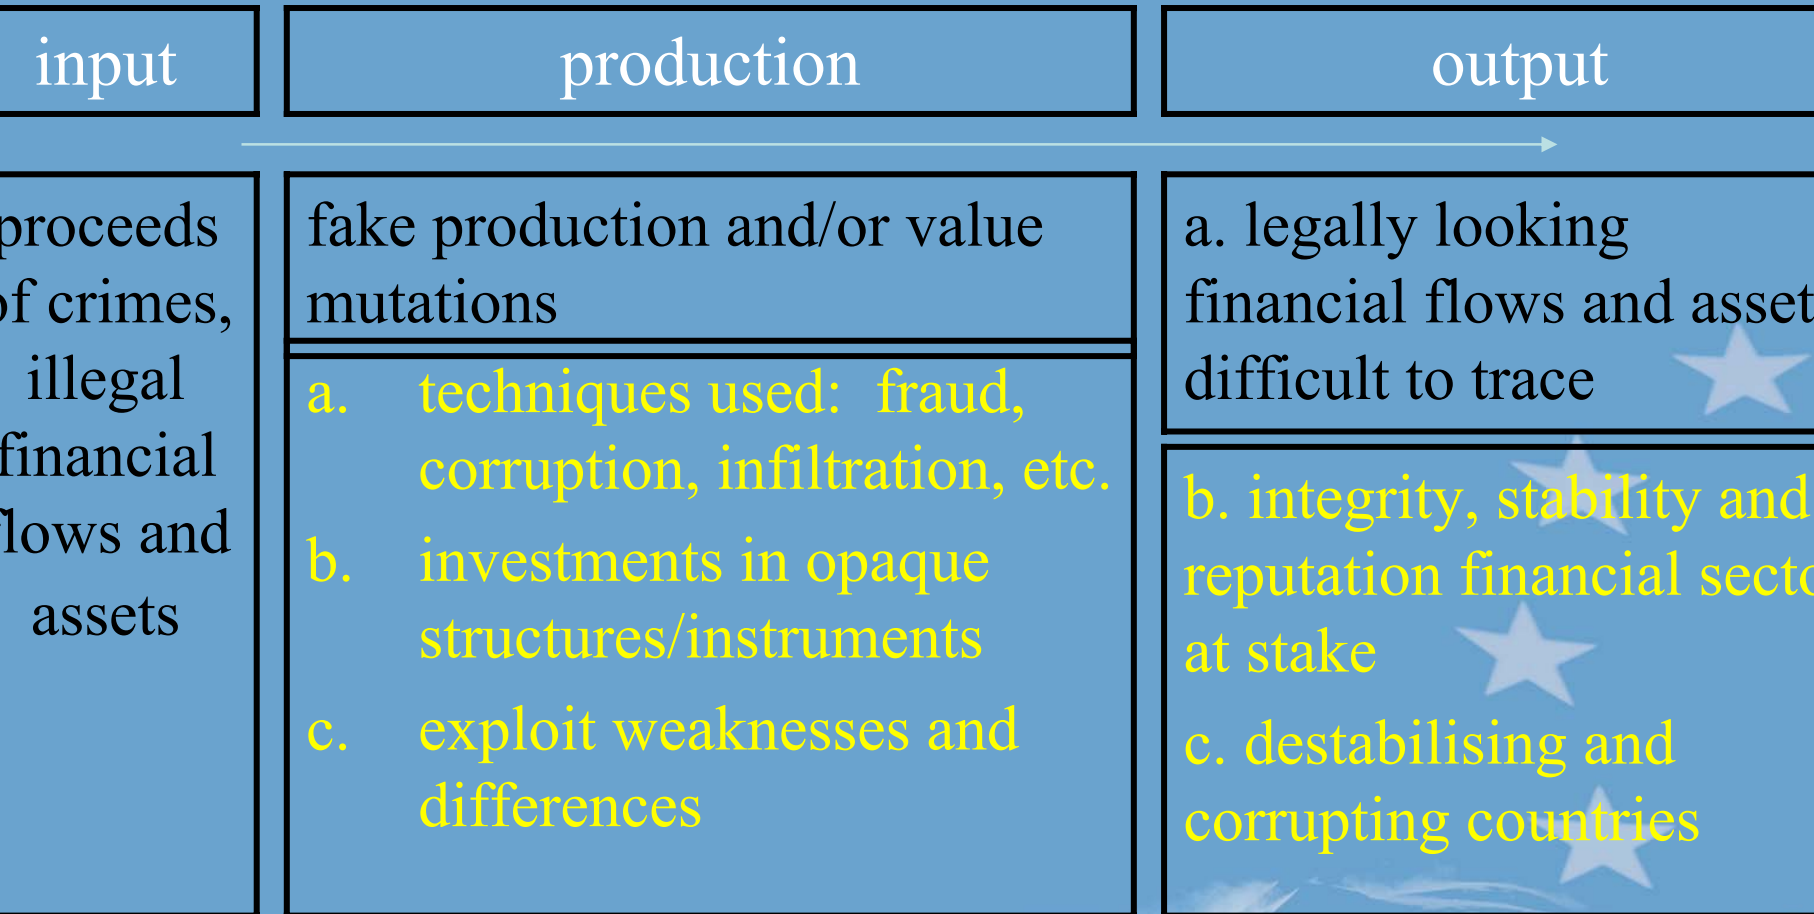 input
production
output
proceeds
of crimes,
illegal
financial
flows and
assets
fake production and/or value
mutations
a. techniques used: fraud,
corruption, infiltration, etc.
b. investments in opaque
structures/instruments
c. exploit weaknesses and
differences
a. legally looking
financial flows and asset
difficult to trace
b. integrity, stability and
reputation financial secto
at stake
c. destabilising and
corrupting countries